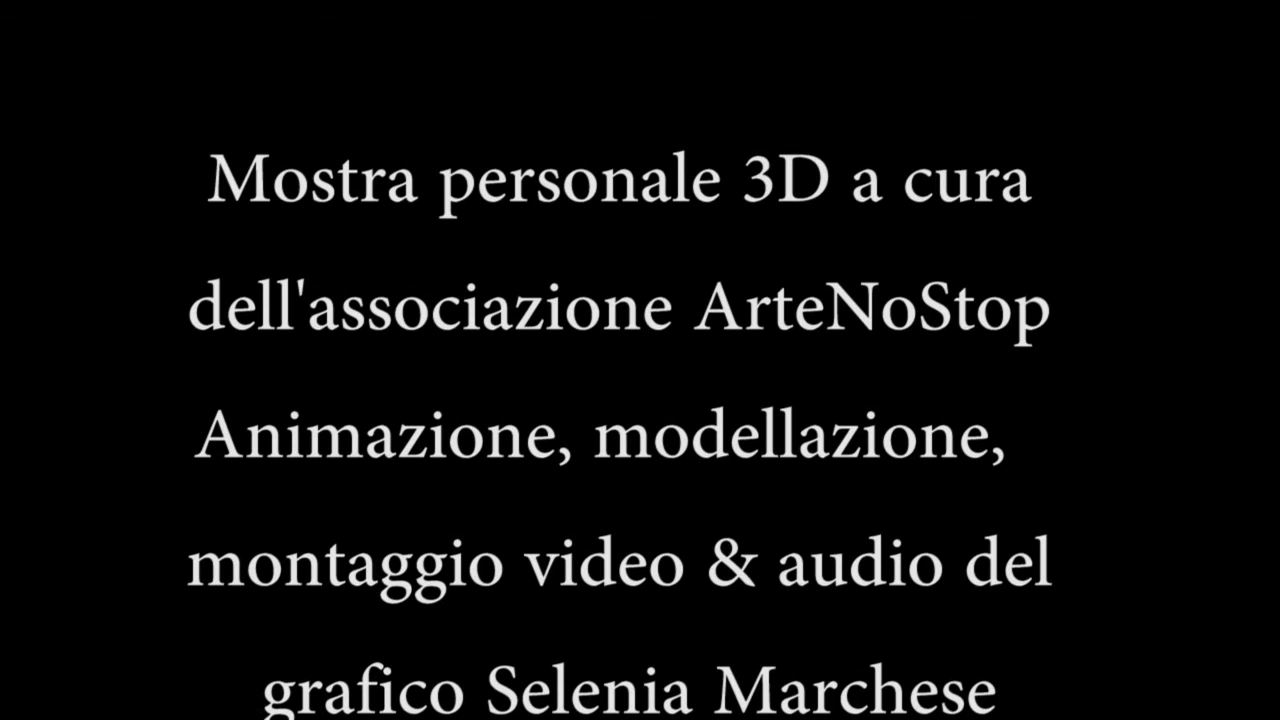 Mostra personale 3D a cura
dell'associazione ArteNoStop
Animazione, modellazione,
montaggio video & audio del
grafico Selenia Marchese